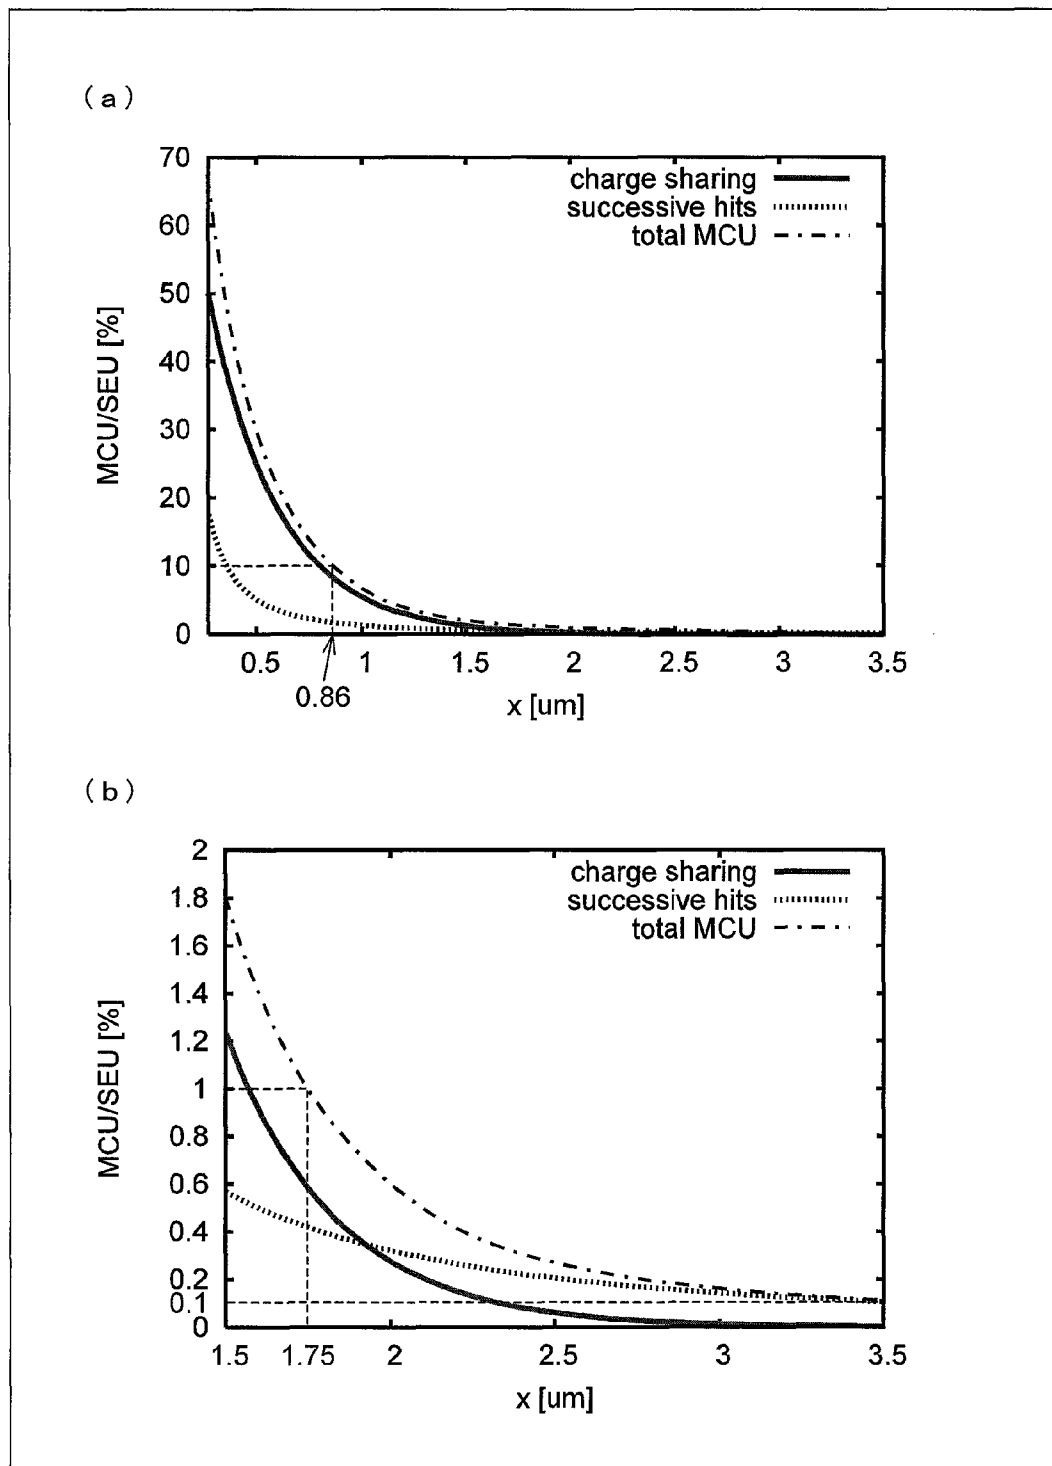 (a)
70
60
50
40
30
20
10
0
MCU/SEU [%]
charge sharing
successive hits
total MCU
0.5 1 1.5 2 2.5 3 3.5
0.86
x [um]
(b)
2
1.8
1.6
1.4
1.2
1
0.8
0.6
0.4
0.2
0.1
0
MCU/SEU [%]
charge sharing
successive hits
total MCU
1.5 1.75 2 2.5 3 3.5
x [um]